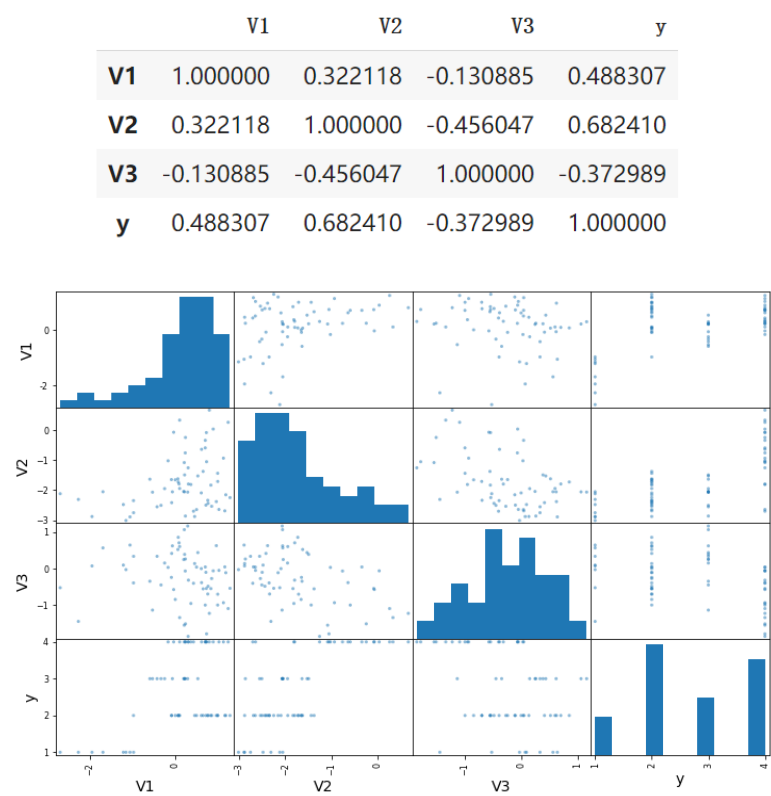 V1 V2 V3 y
V1 1.000000 0.322118 -0.130885 0.488307
V2 0.322118 1.000000 -0.456047 0.682410
V3 -0.130885 -0.456047 1.000000 -0.372989
y 0.488307 0.682410 -0.372989 1.000000
V1
0
-2
V2
0
-1
-2
-3
V3
1
0
-1
y
4
3
2
1
-2 0 -3 -2 -1 0 -1 0 1 1 2 3 4
V1 V2 V3 y